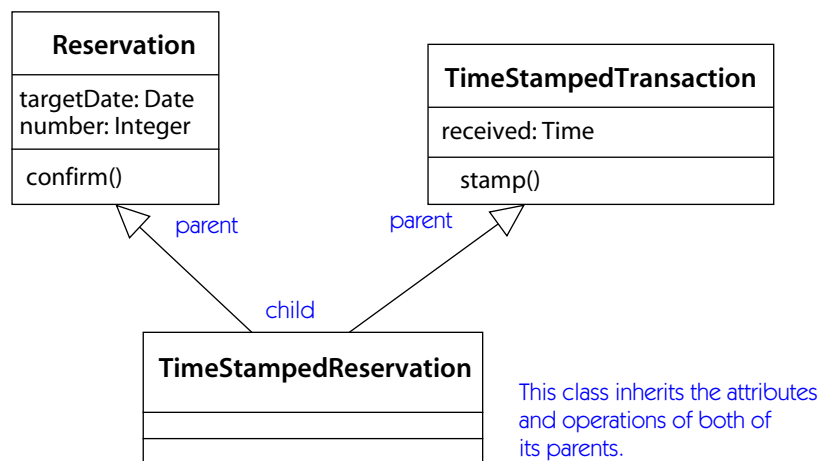 Reservation
targetDate: Date
number: Integer
confirm()
TimeStampedTransaction
received: Time
stamp()
parent
parent
child
TimeStampedReservation
This class inherits the attributes
and operations of both of
its parents.